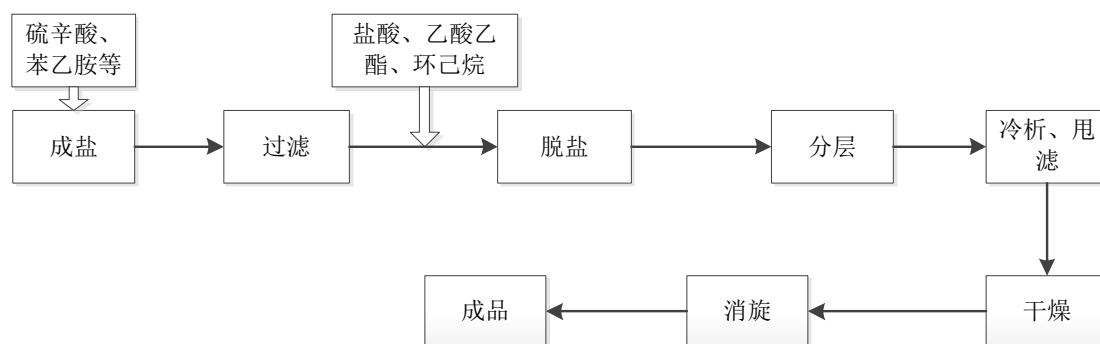 硫辛酸、
苯乙胺等
盐酸、乙酸乙
酯、环己烷
成盐
过滤
脱盐
分层
冷析、甩
滤
成品
消旋
干燥